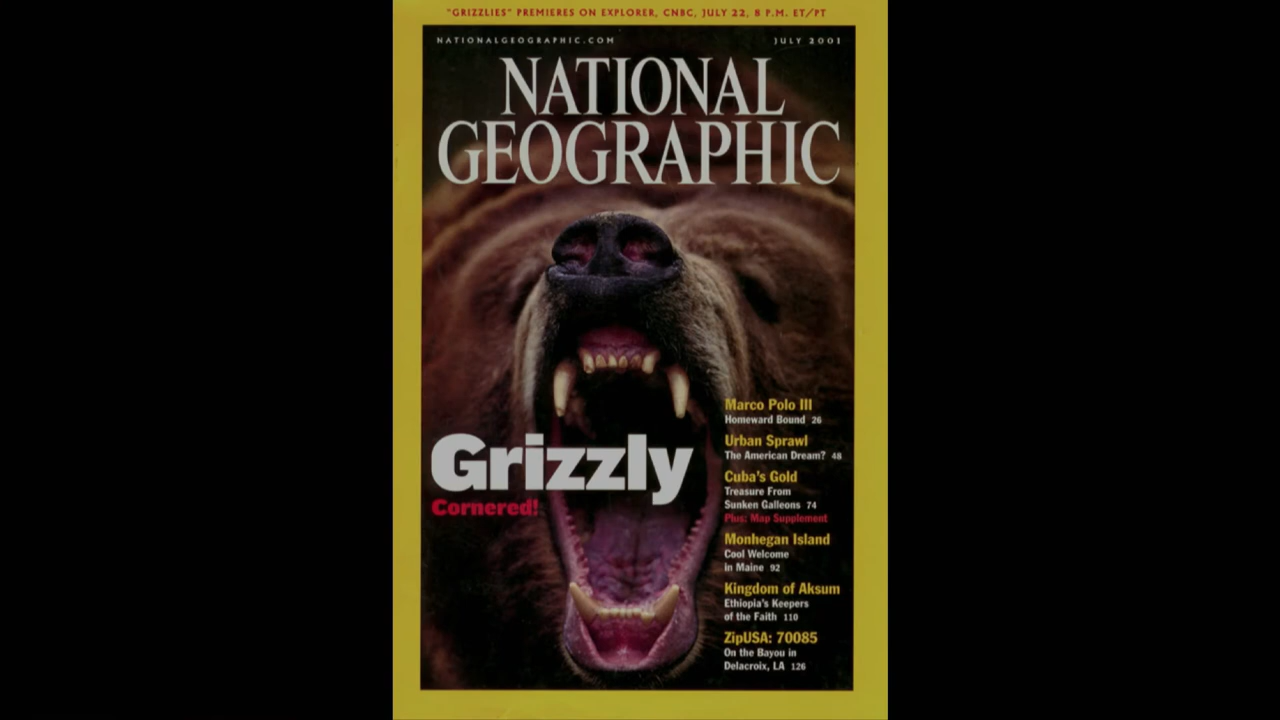 "GRIZZLIES" PREMIERES ON EXPLORER, CNBC, JULY 22, 8 P.M. ET/PT
NATIONALGEOGRAPHIC.COM
JULY 2001
NATIONAL
GEOGRAPHIC
Grizzly
Cornered!
Marco Polo III
Homeward Bound 26
Urban Sprawl
The American Dream? 48
Cuba's Gold
Treasure From
Sunken Galleons 74
Plus: Map Supplement
Monhegan Island
Cool Welcome
in Maine 92
Kingdom of Aksum
Ethiopia's Keepers
of the Faith 110
ZipUSA: 70085
On the Bayou in
Delacroix, LA 126